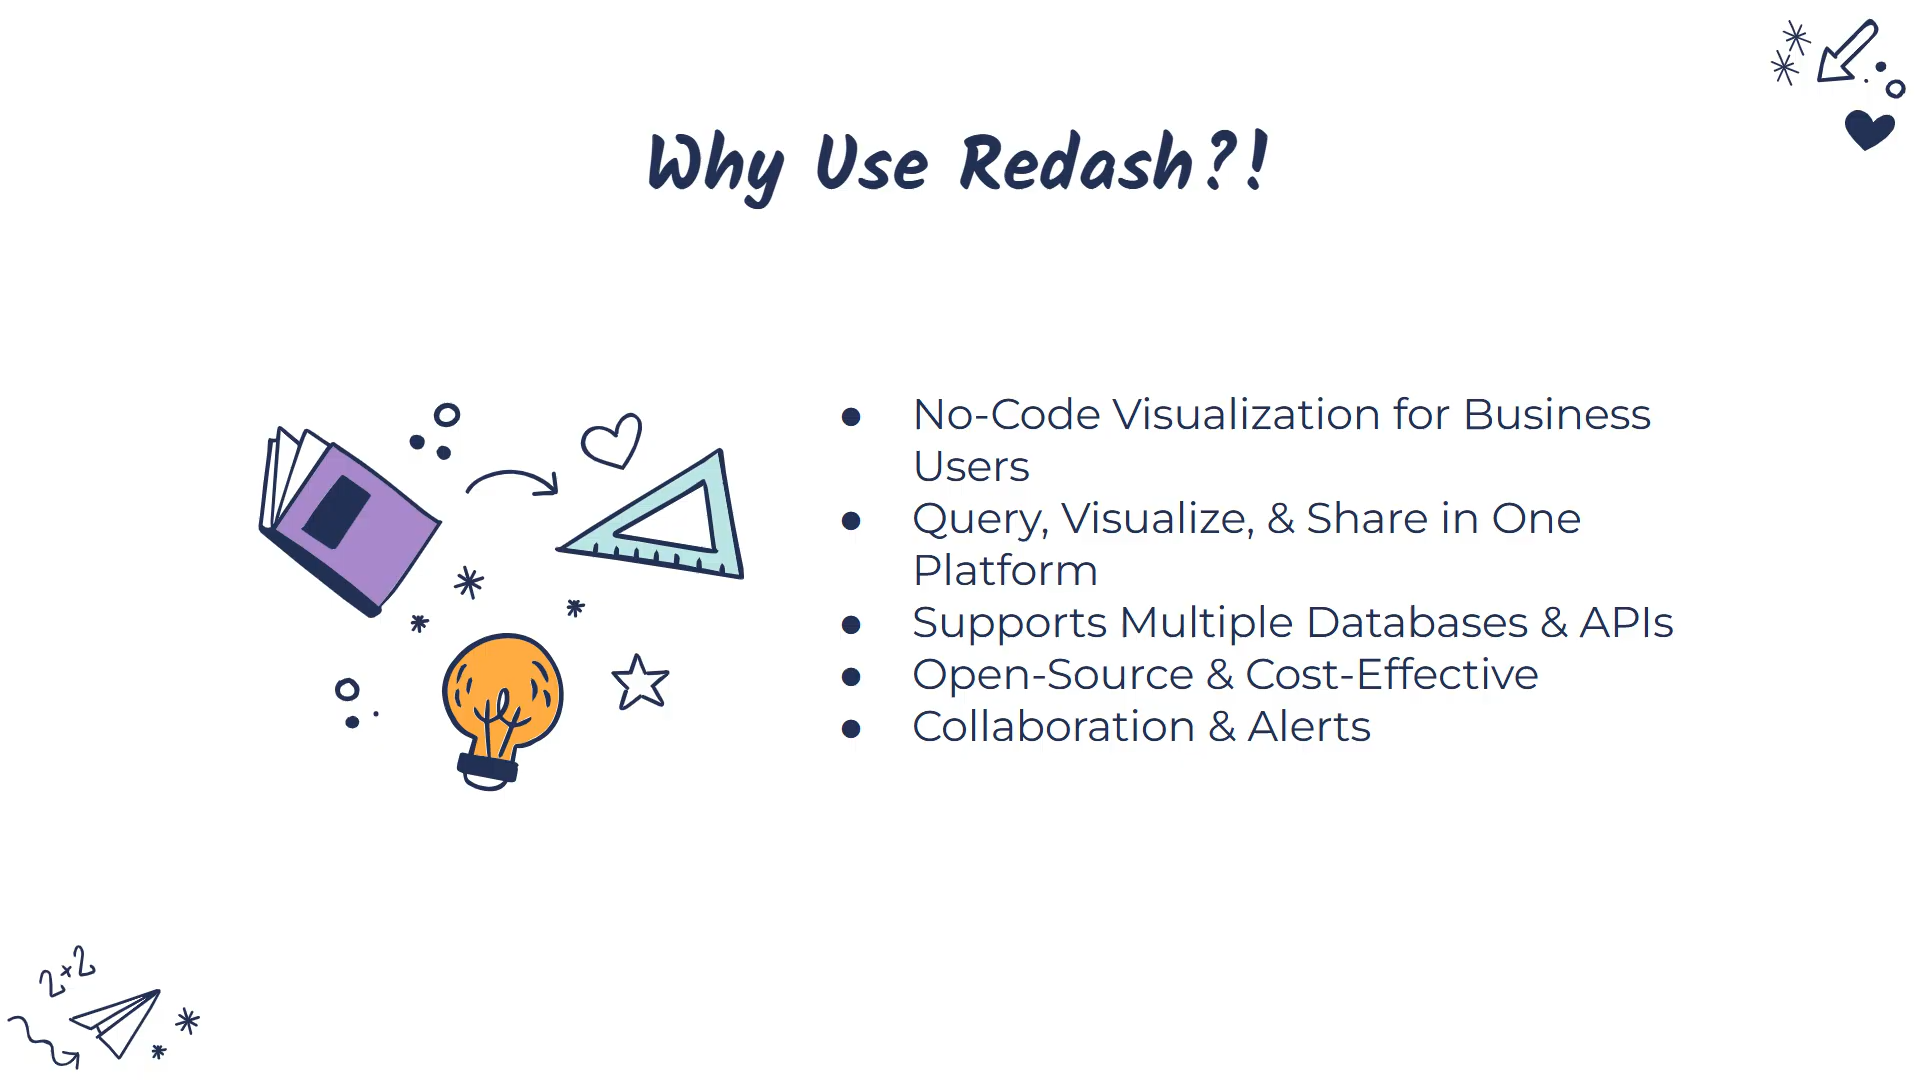 Why Use Redash?!
● No-Code Visualization for Business
Users
● Query, Visualize, & Share in One
Platform
● Supports Multiple Databases & APIs
● Open-Source & Cost-Effective
● Collaboration & Alerts
2×2